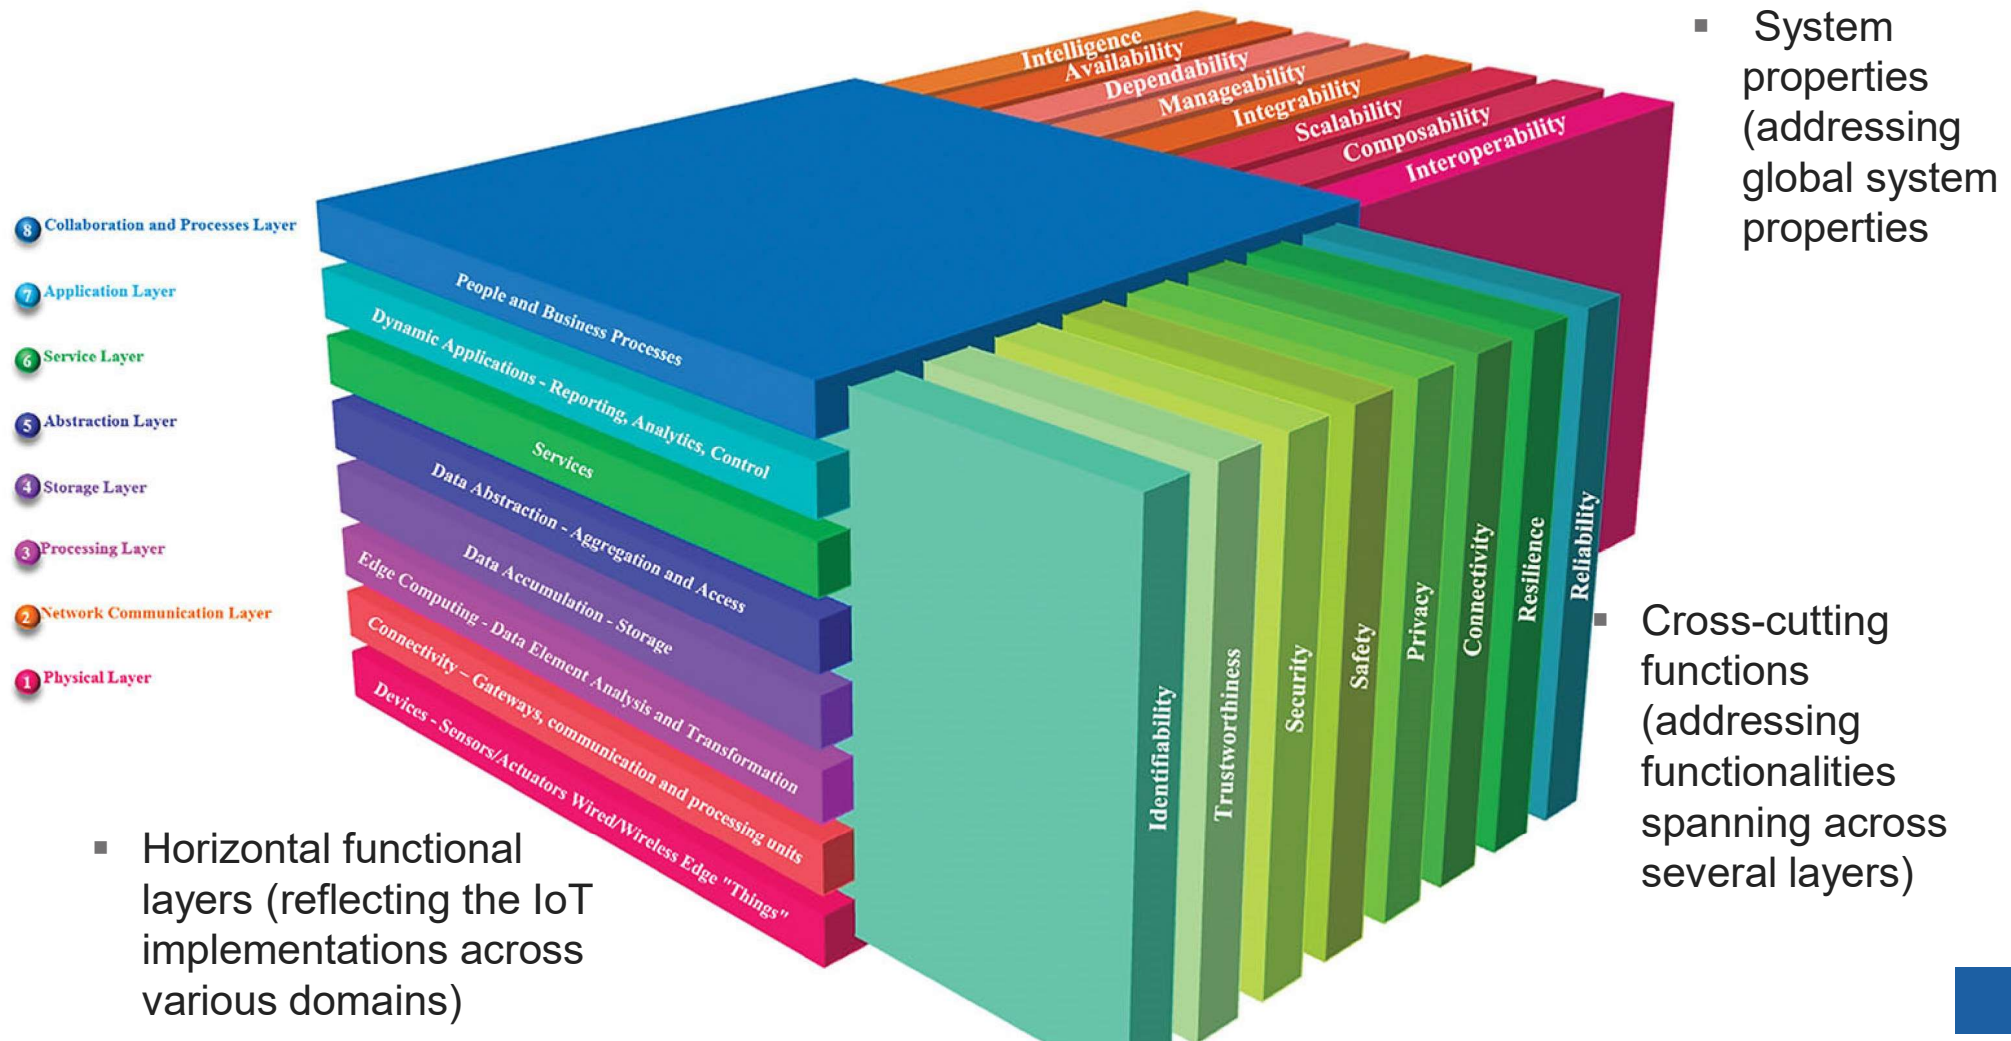 ▪ System
properties
(addressing
global system
properties
Intelligence
Availability
Dependability
Manageability
Integrability
Scalability
Composability
Interoperability
8 Collaboration and Processes Layer
7 Application Layer
6 Service Layer
5 Abstraction Layer
4 Storage Layer
3 Processing Layer
2 Network Communication Layer
1 Physical Layer
People and Business Processes
Dynamic Applications - Reporting, Analytics, Control
Services
Data Abstraction - Aggregation and Access
Data Accumulation - Storage
Edge Computing - Data Element Analysis and Transformation
Connectivity – Gateways, communication and processing units
Devices - Sensors/Actuators Wired/Wireless Edge "Things"
Identifiability
Trustworthiness
Security
Safety
Privacy
Connectivity
Resilience
Reliability
▪ Cross-cutting
functions
(addressing
functionalities
spanning across
several layers)
▪ Horizontal functional
layers (reflecting the IoT
implementations across
various domains)